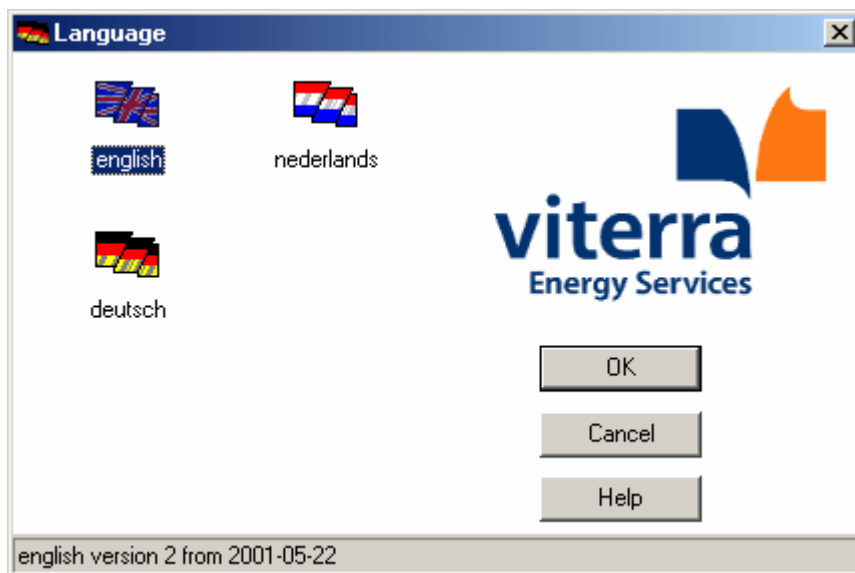 Language
english
nederlands
deutsch
viterra
Energy Services
OK
Cancel
Help
english version 2 from 2001-05-22